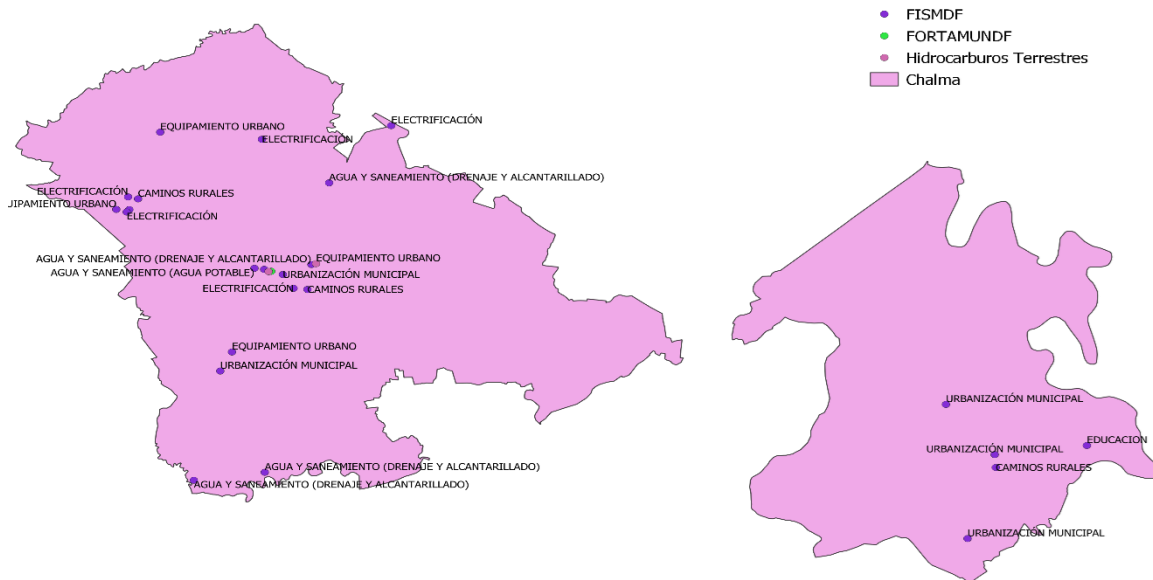 FISMDF
FORTAMUNDF
Hidrocarburos Terrestres
Chalma
ELECTRIFICACIÓN
EQUIPAMIENTO URBANO
ELECTRIFICACIÓN
AGUA Y SANEAMIENTO (DRENAJE Y ALCANTARILLADO)
ELECTRIFICACIÓN
CAMINOS RURALES
UIPAMIENTO URBANO
ELECTRIFICACIÓN
AGUA Y SANEAMIENTO (DRENAJE Y ALCANTARILLADO)
EQUIPAMIENTO URBANO
AGUA Y SANEAMIENTO (AGUA POTABLE)
URBANIZACIÓN MUNICIPAL
ELECTRIFICACIÓN
CAMINOS RURALES
EQUIPAMIENTO URBANO
URBANIZACIÓN MUNICIPAL
AGUA Y SANEAMIENTO (DRENAJE Y ALCANTARILLADO)
AGUA Y SANEAMIENTO (DRENAJE Y ALCANTARILLADO)
URBANIZACIÓN MUNICIPAL
EDUCACION
URBANIZACIÓN MUNICIPAL
CAMINOS RURALES
URBANIZACIÓN MUNICIPAL